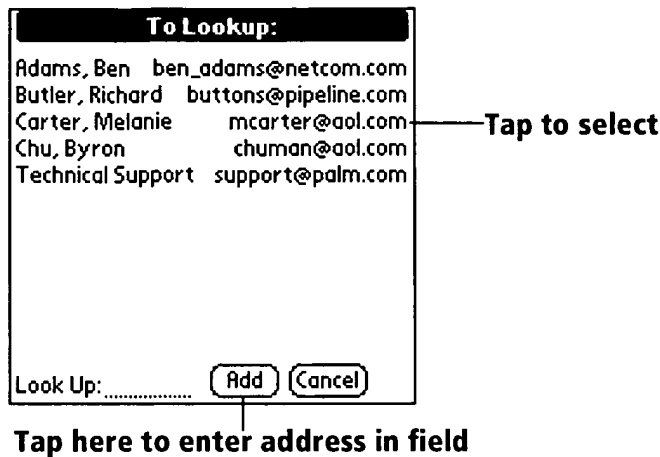 To Lookup:
Adams, Ben ben_adams@netcom.com
Butler, Richard buttons@pipeline.com
Carter, Melanie mcarter@aol.com Tap to select
Chu, Byron chuman@aol.com
Technical Support support@palm.com
Look Up: Add Cancel
Tap here to enter address in field